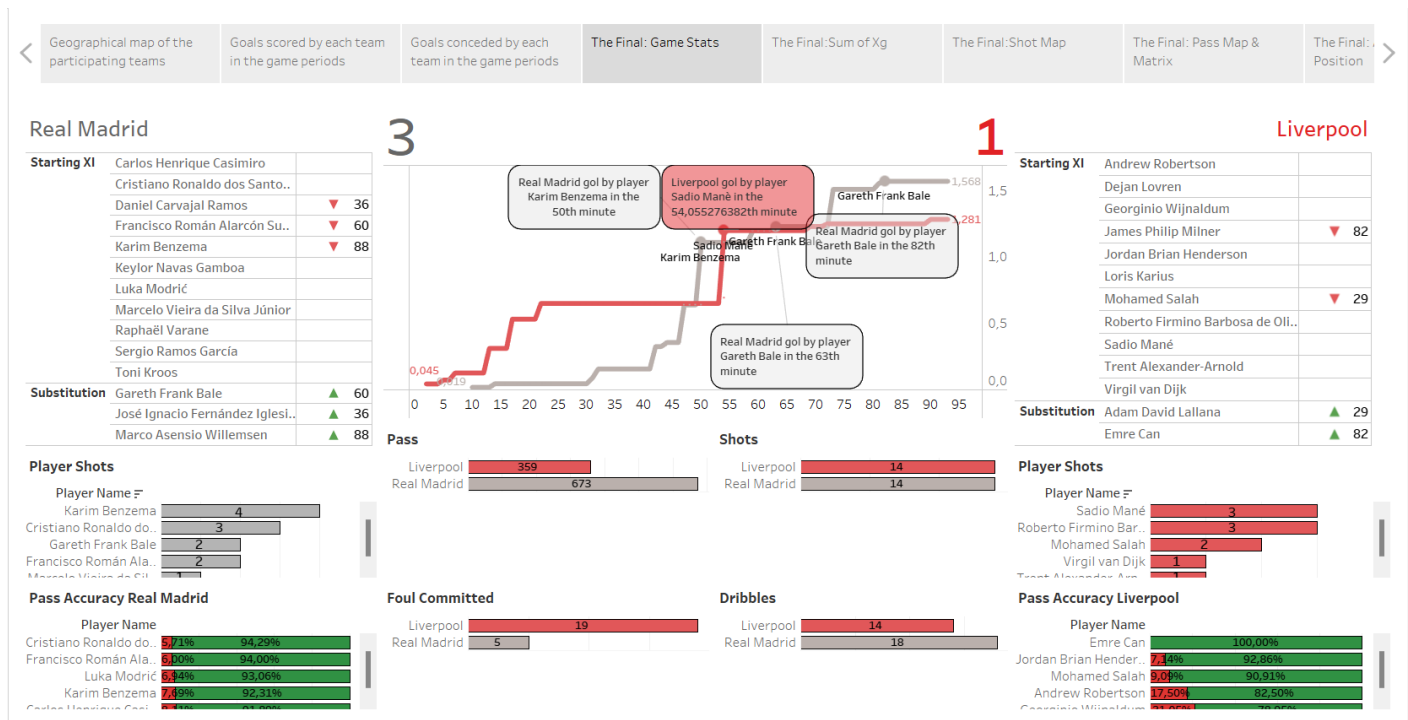 Geographical map of the
participating teams
Goals scored by each team
in the game periods
Goals conceded by each
team in the game periods
The Final: Game Stats
The Final:Sum of Xg
The Final:Shot Map
The Final: Pass Map &
Matrix
The Final:
Position
Real Madrid
3
1
Liverpool
Starting XI
Carlos Henrique Casimiro
Cristiano Ronaldo dos Santo..
Daniel Carvajal Ramos ▼ 36
Francisco Román Alarcón Su.. ▼ 60
Karim Benzema ▼ 88
Keylor Navas Gamboa
Luka Modrić
Marcelo Vieira da Silva Júnior
Raphaël Varane
Sergio Ramos García
Toni Kroos
Substitution Gareth Frank Bale ▲ 60
José Ignacio Fernández Iglesi.. ▲ 36
Marco Asensio Willemsen ▲ 88
Real Madrid gol by player
Karim Benzema in the
50th minute
Liverpool gol by player
Sadio Manè in the
54,055276382th minute
Gareth Frank Bale
1,568
1,281
Real Madrid gol by player
Gareth Bale in the 82th
minute
Gareth Frank Bale
Sadio Mané
Karim Benzema
Real Madrid gol by player
Gareth Bale in the 63th
minute
0,045
0,019
1,5
1,0
0,5
0,0
0 5 10 15 20 25 30 35 40 45 50 55 60 65 70 75 80 85 90 95
Starting XI
Andrew Robertson
Dejan Lovren
Georginio Wijnaldum
James Philip Milner ▼ 82
Jordan Brian Henderson
Loris Karius
Mohamed Salah ▼ 29
Roberto Firmino Barbosa de Oli..
Sadio Mané
Trent Alexander-Arnold
Virgil van Dijk
Substitution Adam David Lallana ▲ 29
Emre Can ▲ 82
Pass
Liverpool 359
Real Madrid 673
Shots
Liverpool 14
Real Madrid 14
Player Shots
Player Name
Karim Benzema 4
Cristiano Ronaldo do.. 3
Gareth Frank Bale 2
Francisco Román Ala.. 2
Player Shots
Player Name
Sadio Mané 3
Roberto Firmino Bar.. 3
Mohamed Salah 2
Virgil van Dijk 1
Pass Accuracy Real Madrid
Player Name
Cristiano Ronaldo do.. 5,71% 94,29%
Francisco Román Ala.. 6,00% 94,00%
Luka Modrić 6,94% 93,06%
Karim Benzema 7,69% 92,31%
Foul Committed
Liverpool 19
Real Madrid 5
Dribbles
Liverpool 14
Real Madrid 18
Pass Accuracy Liverpool
Player Name
Emre Can 100,00%
Jordan Brian Hender.. 7,14% 92,86%
Mohamed Salah 9,09% 90,91%
Andrew Robertson 17,50% 82,50%